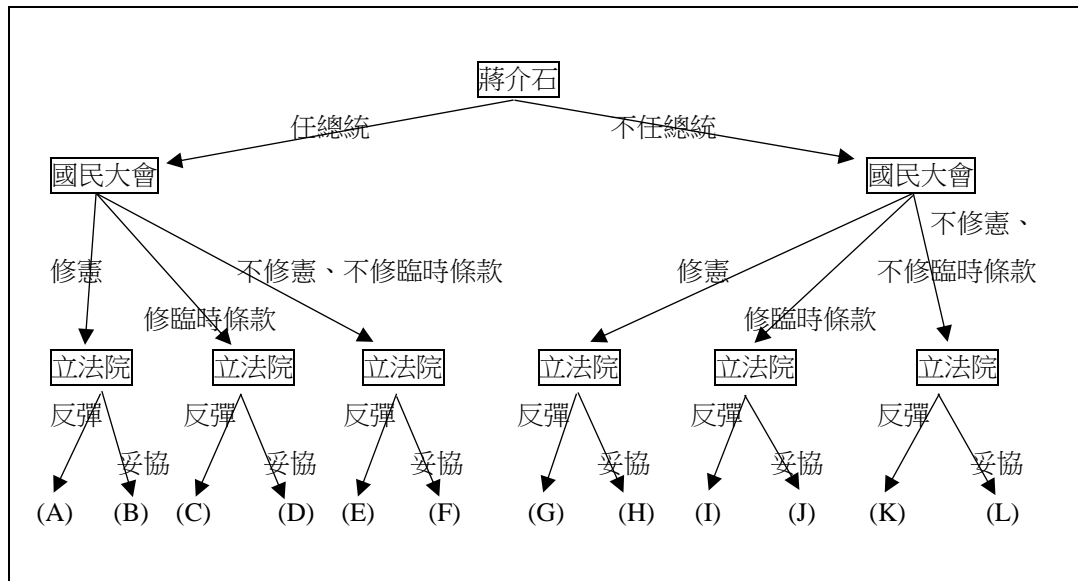 蔣介石
任總統 不任總統
國民大會 國民大會
不修憲、
修憲 不修憲、不修臨時條款 修憲 不修臨時條款
修臨時條款 修臨時條款
立法院 立法院 立法院 立法院 立法院 立法院
反彈 反彈 反彈 反彈 反彈 反彈
妥協 妥協 妥協 妥協 妥協 妥協
(A) (B) (C) (D) (E) (F) (G) (H) (I) (J) (K) (L)